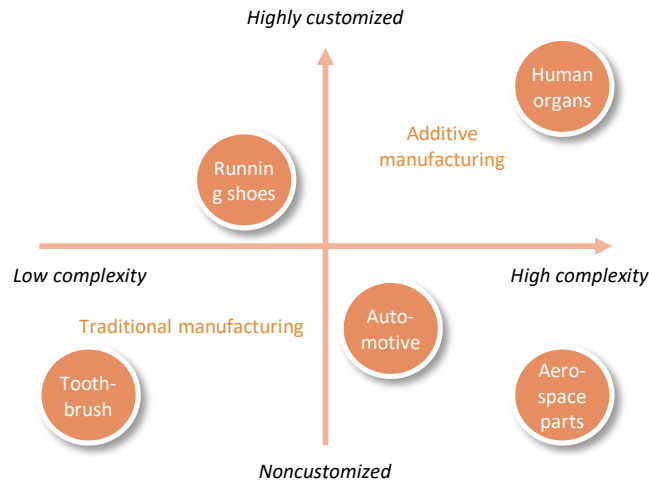 Highly customized
Human
organs
Additive
manufacturing
Runnin
g shoes
Low complexity
High complexity
Traditional manufacturing
Auto-
motive
Tooth-
brush
Aero-
space
parts
Noncustomized